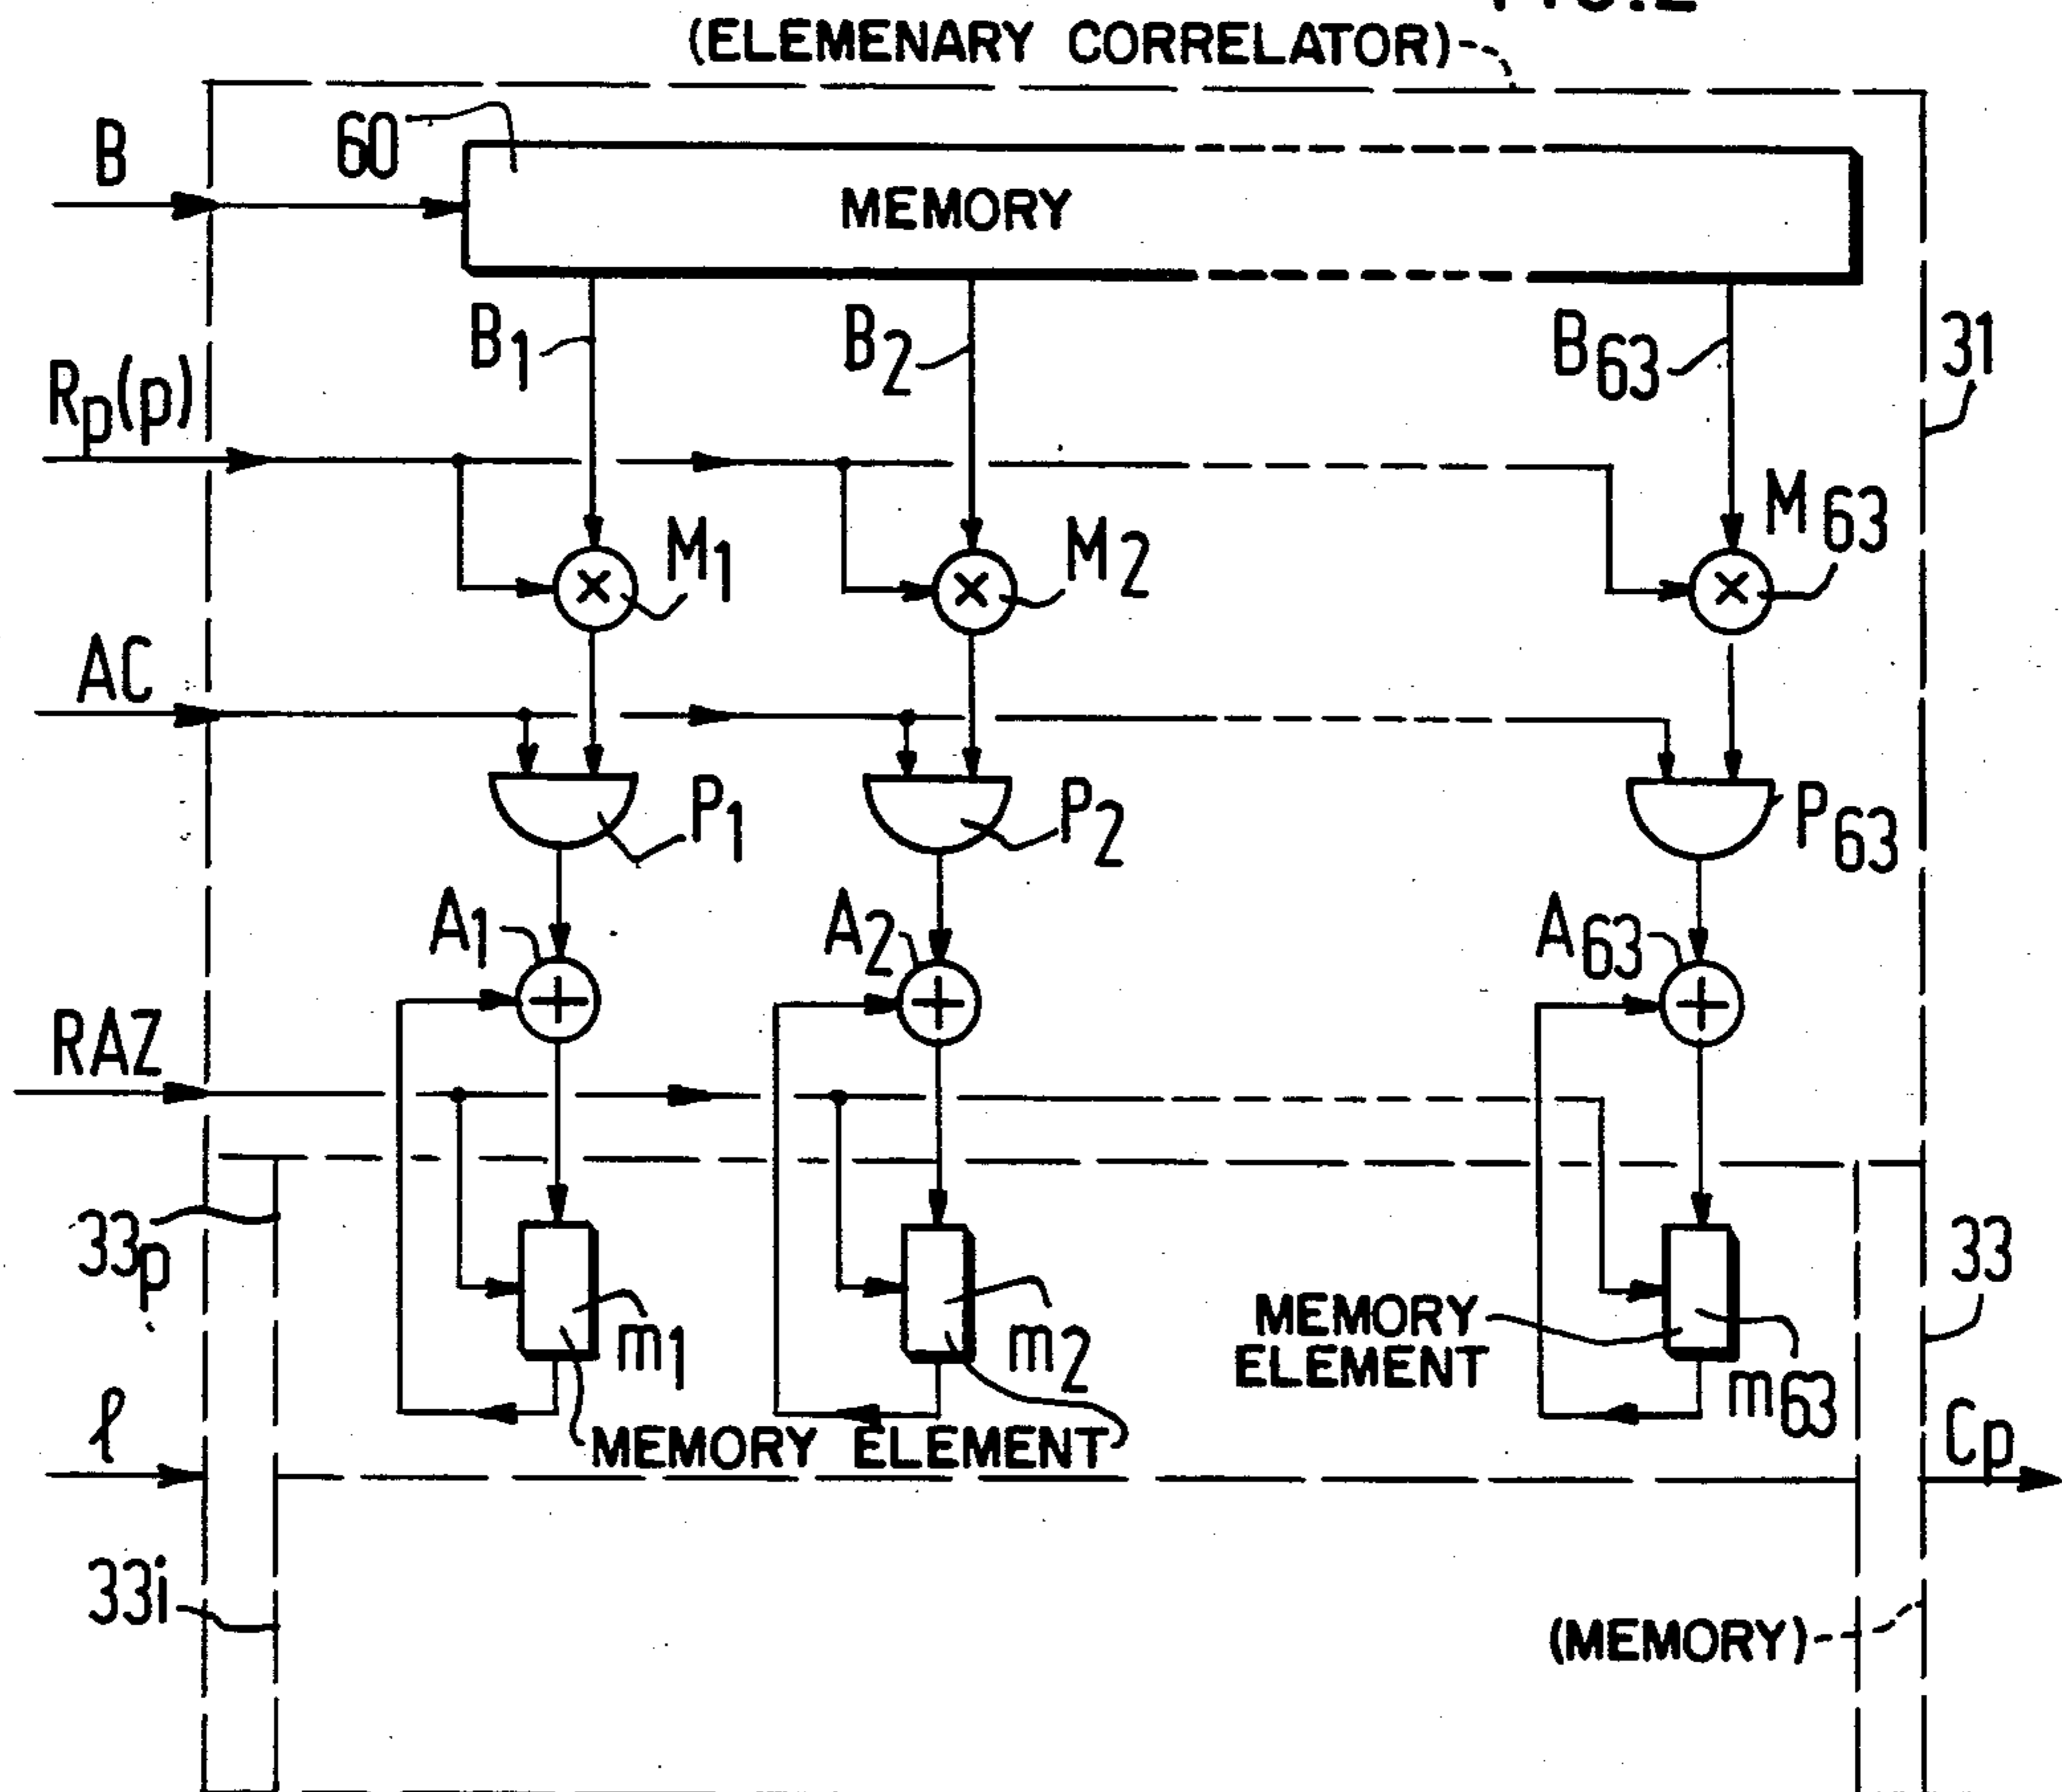 (ELEMENARY CORRELATOR)
B
60
MEMORY
B1
B2
B63
31
Rp(p)
M1
M2
M63
AC
P1
P2
P63
A1
A2
A63
RAZ
33p
33
m1
m2
MEMORY
ELEMENT
m63
ℓ
MEMORY ELEMENT
Cp
33i
(MEMORY)